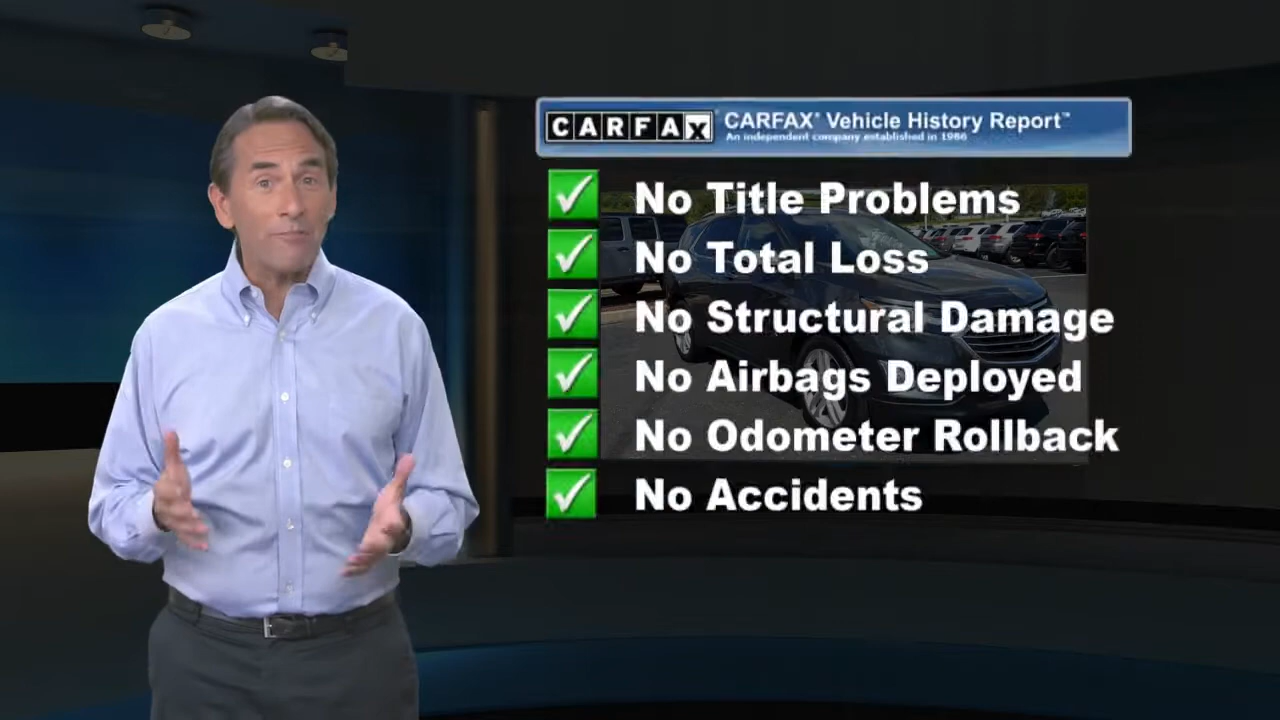 CARFAX CARFAX® Vehicle History Report™
An independent company established in 1986
No Title Problems
No Total Loss
No Structural Damage
No Airbags Deployed
No Odometer Rollback
No Accidents